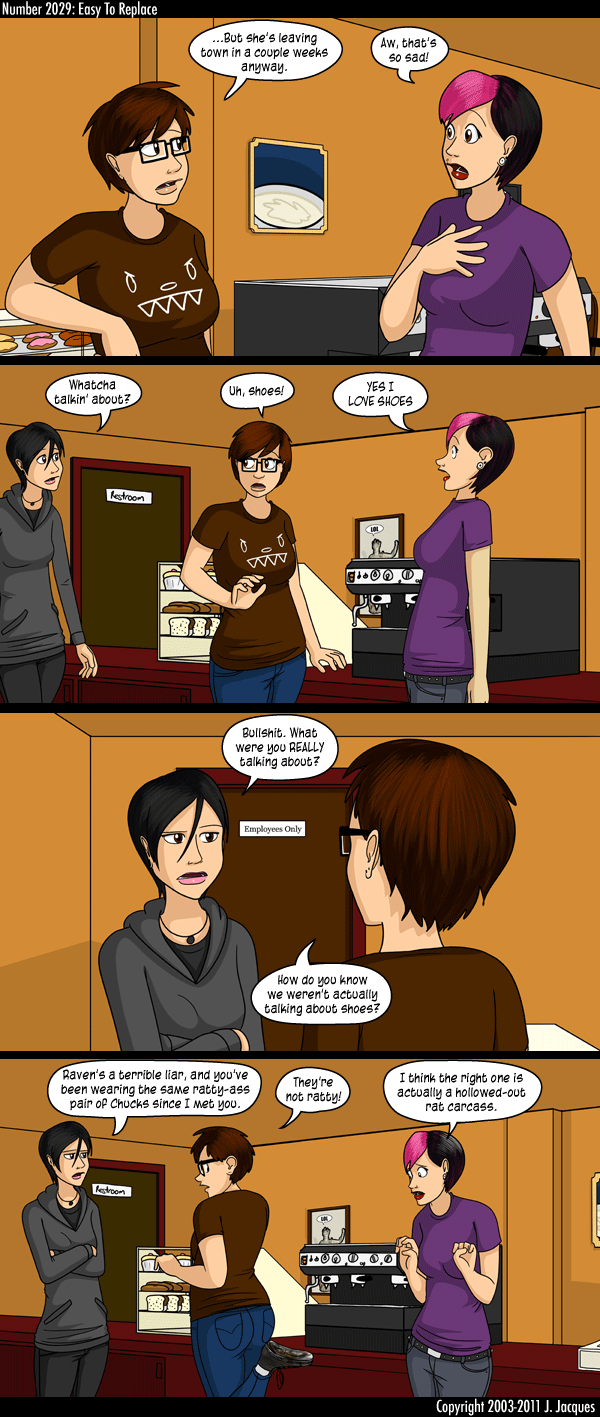 Number 2029: Easy To Replace
...But she's leaving
town in a couple weeks
anyway.
Aw, that's
so sad!
Whatcha
talkin' about?
Uh, shoes!
YES I
LOVE SHOES
Restroom
LOL
Bullshit. What
were you REALLY
talking about?
Employees Only
How do you know
we weren't actually
talking about shoes?
Raven's a terrible liar, and you've
been wearing the same ratty-ass
pair of Chucks since I met you.
They're
not ratty!
I think the right one is
actually a hollowed-out
rat carcass.
Restroom
LOL
Copyright 2003-2011 J. Jacques